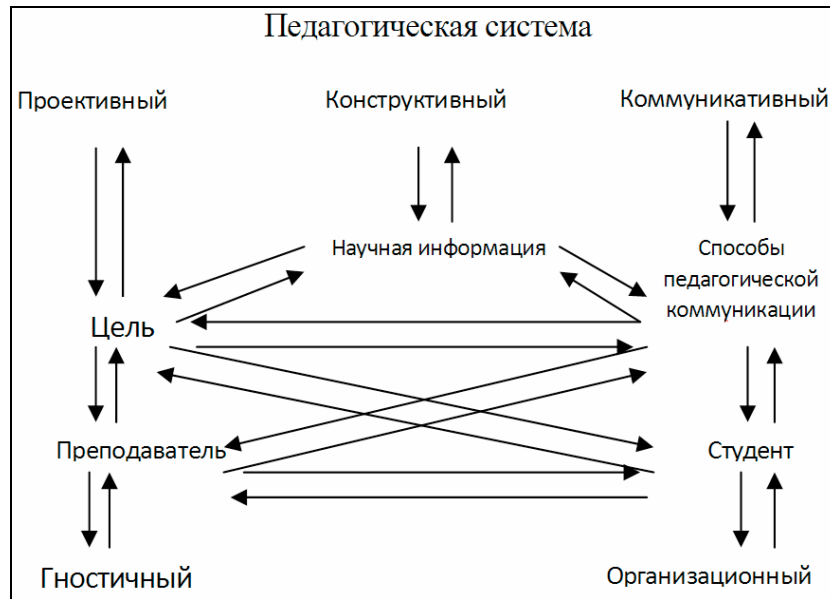 Педагогическая система
Проективный
Конструктивный
Коммуникативный
Научная информация
Способы
педагогической
коммуникации
Цель
Преподаватель
Студент
Гностичный
Организационный